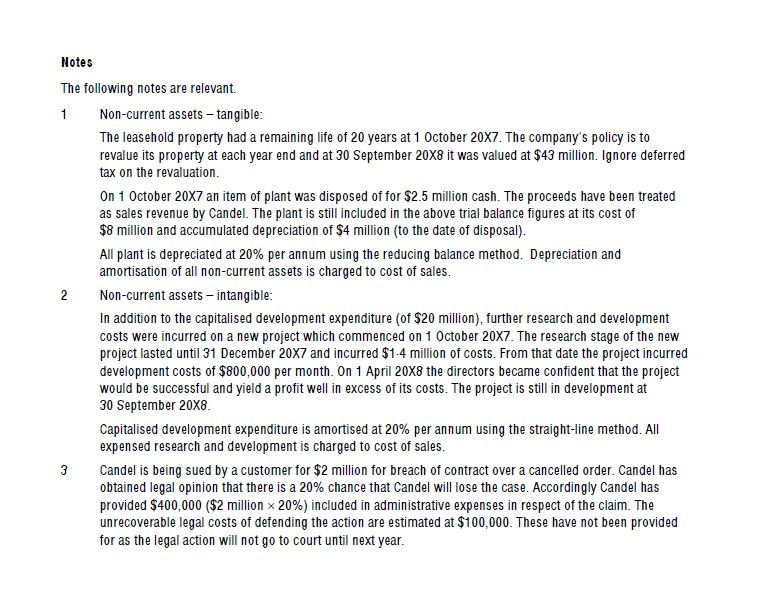 Notes
The following notes are relevant.
1 Non-current assets – tangible:
The leasehold property had a remaining life of 20 years at 1 October 20X7. The company's policy is to
revalue its property at each year end and at 30 September 20X8 it was valued at $43 million. Ignore deferred
tax on the revaluation.
On 1 October 20X7 an item of plant was disposed of for $2.5 million cash. The proceeds have been treated
as sales revenue by Candel. The plant is still included in the above trial balance figures at its cost of
$8 million and accumulated depreciation of $4 million (to the date of disposal).
All plant is depreciated at 20% per annum using the reducing balance method. Depreciation and
amortisation of all non-current assets is charged to cost of sales.
2 Non-current assets – intangible:
In addition to the capitalised development expenditure (of $20 million), further research and development
costs were incurred on a new project which commenced on 1 October 20X7. The research stage of the new
project lasted until 31 December 20X7 and incurred $1·4 million of costs. From that date the project incurred
development costs of $800,000 per month. On 1 April 20X8 the directors became confident that the project
would be successful and yield a profit well in excess of its costs. The project is still in development at
30 September 20X8.
Capitalised development expenditure is amortised at 20% per annum using the straight-line method. All
expensed research and development is charged to cost of sales.
3 Candel is being sued by a customer for $2 million for breach of contract over a cancelled order. Candel has
obtained legal opinion that there is a 20% chance that Candel will lose the case. Accordingly Candel has
provided $400,000 ($2 million × 20%) included in administrative expenses in respect of the claim. The
unrecoverable legal costs of defending the action are estimated at $100,000. These have not been provided
for as the legal action will not go to court until next year.